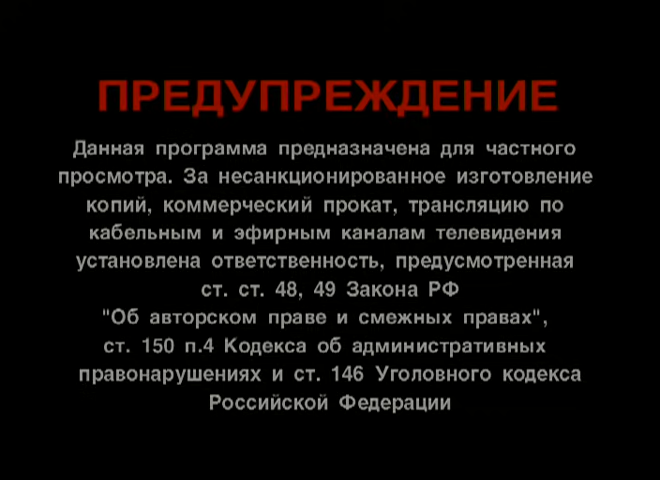 ПРЕДУПРЕЖДЕНИЕ
Данная программа предназначена для частного
просмотра. За несанкционированное изготовление
копий, коммерческий прокат, трансляцию по
кабельным и эфирным каналам телевидения
установлена ответственность, предусмотренная
ст. ст. 48, 49 Закона РФ
"Об авторском праве и смежных правах",
ст. 150 п.4 Кодекса об административных
правонарушениях и ст. 146 Уголовного кодекса
Российской Федерации